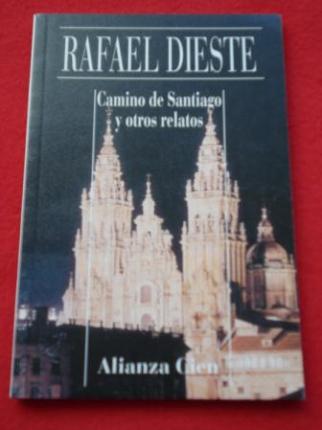 RAFAEL DIESTE
Camino de Santiago
y otros relatos
Alianza Cien